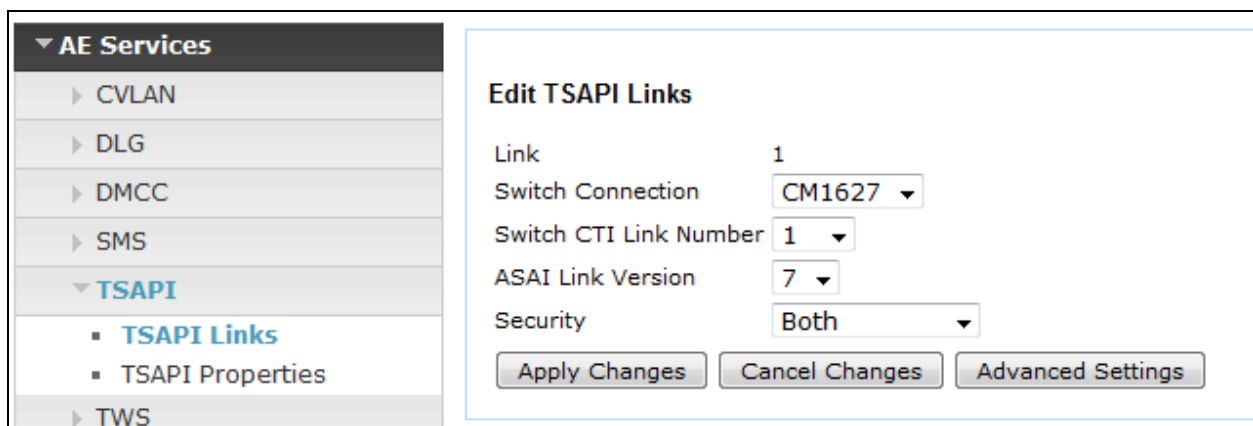 AE Services
CVLAN
DLG
DMCC
SMS
TSAPI
TSAPI Links
TSAPI Properties
TWS
Edit TSAPI Links
Link 1
Switch Connection CM1627
Switch CTI Link Number 1
ASAI Link Version 7
Security Both
Apply Changes Cancel Changes Advanced Settings